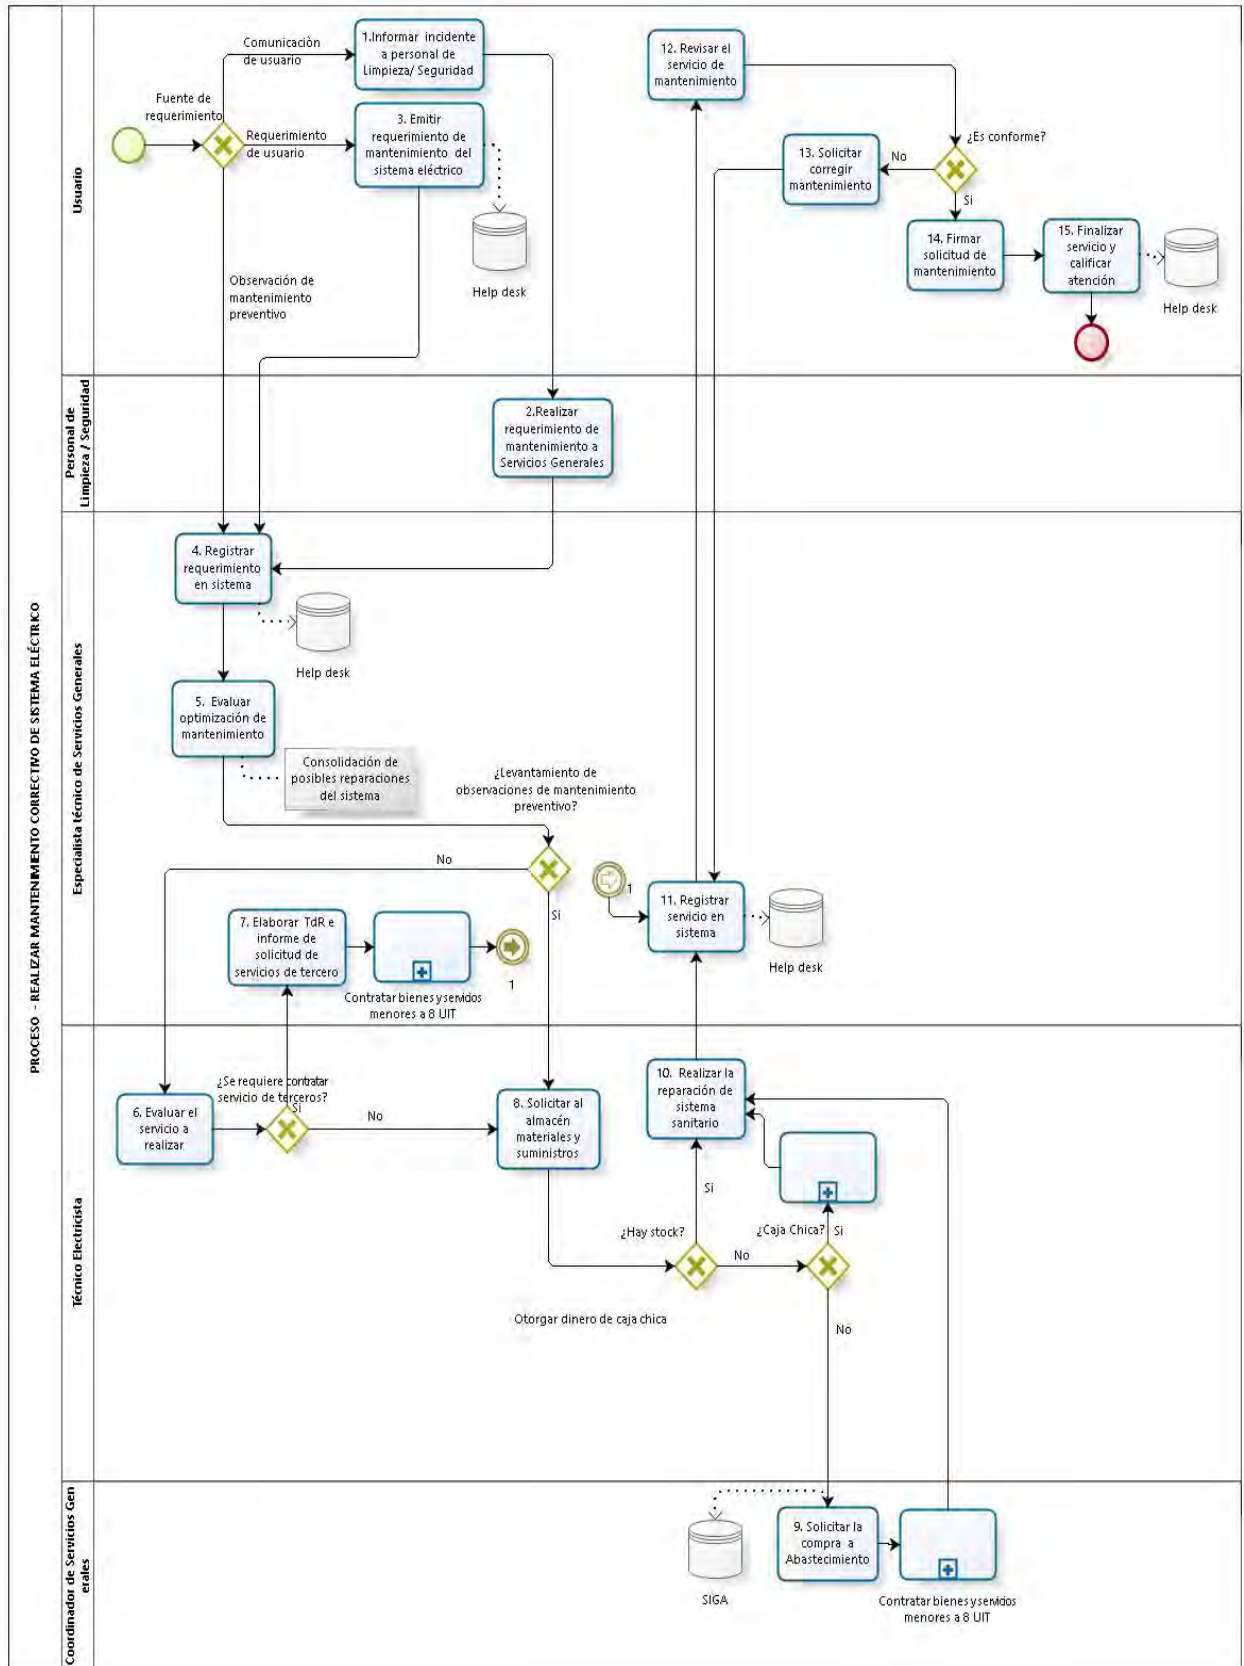 PROCESO - REALIZAR MANTENIMIENTO CORRECTIVO DE SISTEMA ELÉCTRICO
Usuario
Fuente de
requerimiento
Comunicaciòn
de usuario
1.Informar incidente
a personal de
Limpieza/ Seguridad
Requerimiento
de usuario
3. Emitir
requerimiento de
mantenimiento del
sistema eléctrico
Help desk
Observación de
mantenimiento
preventivo
12. Revisar el
servicio de
mantenimiento
¿Es conforme?
No
13. Solicitar
corregir
mantenimiento
Si
14. Firmar
solicitud de
mantenimiento
15. Finalizar
servicio y
calificar
atención
Help desk
Personal de
Limpieza / Seguridad
2.Realizar
requerimiento de
mantenimiento a
Servicios Generales
Especialista técnico de Servicios Generales
4. Registrar
requerimiento
en sistema
Help desk
5. Evaluar
optimización de
mantenimiento
Consolidación de
posibles reparaciones
del sistema
¿Levantamiento de
observaciones de mantenimiento
preventivo?
No
Si
7. Elaborar TdR e
informe de
solicitud de
servicios de tercero
Contratar bienes y servicios
menores a 8 UIT
1
1
11. Registrar
servicio en
sistema
Help desk
Técnico Electricista
6. Evaluar el
servicio a
realizar
¿Se requiere contratar
servicio de terceros?
Si
No
8. Solicitar al
almacén
materiales y
suministros
10. Realizar la
reparación de
sistema
sanitario
Si
¿Hay stock?
No
¿Caja Chica?
Si
No
Otorgar dinero de caja chica
Coordinador de Servicios Gen
erales
SIGA
9. Solicitar la
compra a
Abastecimiento
Contratar bienes y servicios
menores a 8 UIT